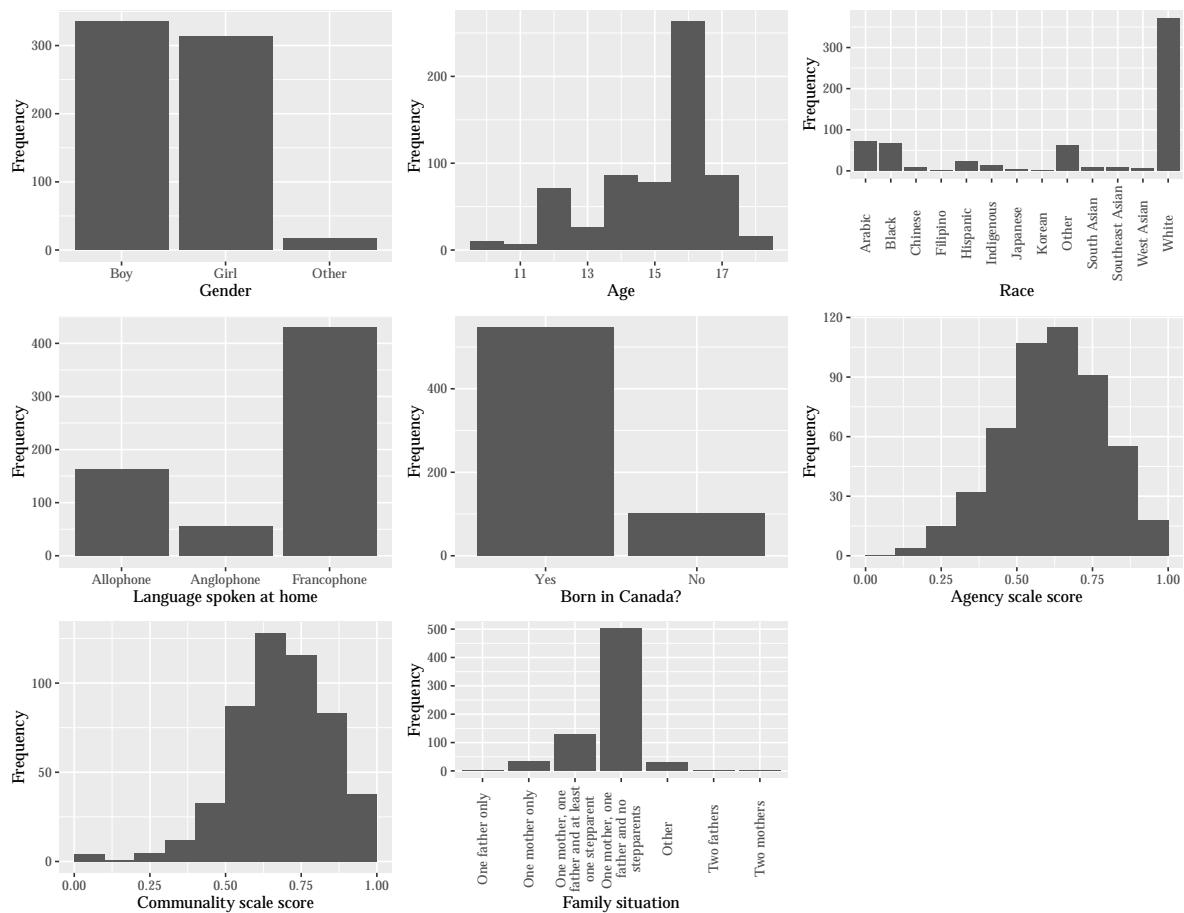 Frequency
300
200
100
0
Boy Girl Other
Gender
Frequency
200
100
0
11 13 15 17
Age
Frequency
300
200
100
0
Arabic
Black
Chinese
Filipino
Hispanic
Indigenous
Japanese
Korean
Other
South Asian
Southeast Asian
West Asian
White
Race
Frequency
400
300
200
100
0
Allophone Anglophone Francophone
Language spoken at home
Frequency
400
200
0
Yes No
Born in Canada?
Frequency
120
90
60
30
0
0.00 0.25 0.50 0.75 1.00
Agency scale score
Frequency
100
50
0
0.00 0.25 0.50 0.75 1.00
Communality scale score
Frequency
500
400
300
200
100
0
One father only
One mother only
One mother, one
father and at least
one stepparent
One mother, one
father and no
stepparents
Other
Two fathers
Two mothers
Family situation